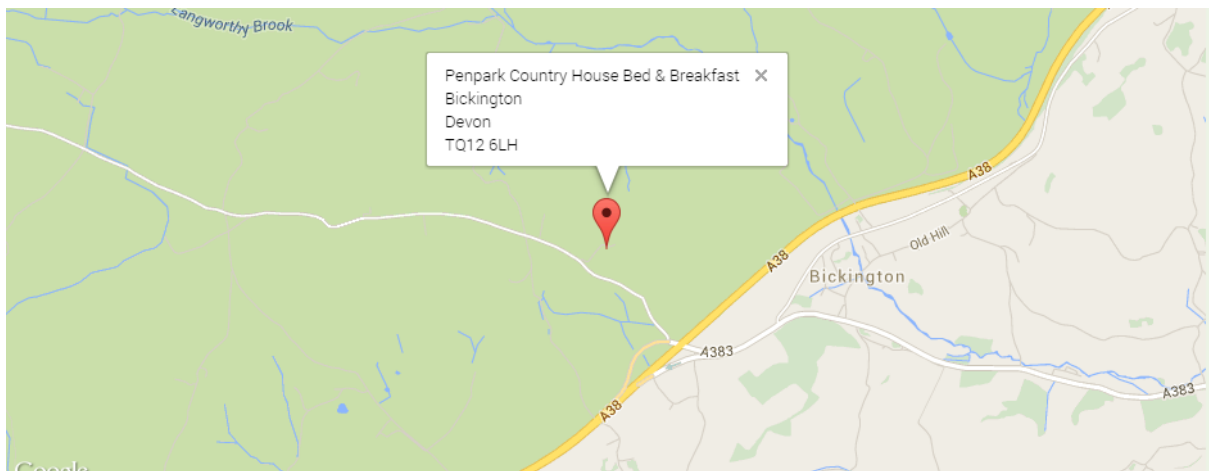 Langworthy Brook
Penpark Country House Bed & Breakfast
Bickington
Devon
TQ12 6LH
A38
Old Hill
A38
Bickington
A383
A383
A38
Google